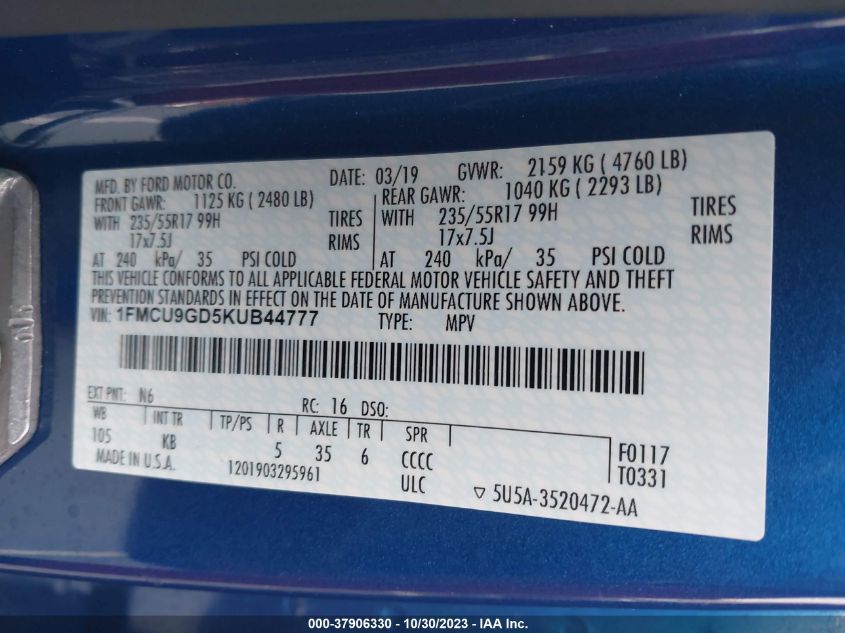 MFD. BY FORD MOTOR CO. DATE: 03/19 GVWR: 2159 KG ( 4760 LB)
FRONT GAWR: 1125 KG ( 2480 LB) REAR GAWR: 1040 KG ( 2293 LB)
WITH 235/55R17 99H TIRES WITH 235/55R17 99H TIRES
17x7.5J RIMS 17x7.5J RIMS
AT 240 kPa/ 35 PSI COLD AT 240 kPa/ 35 PSI COLD
THIS VEHICLE CONFORMS TO ALL APPLICABLE FEDERAL MOTOR VEHICLE SAFETY AND THEFT
PREVENTION STANDARDS IN EFFECT ON THE DATE OF MANUFACTURE SHOWN ABOVE.
VIN: 1FMCU9GD5KUB44777 TYPE: MPV
EXT PNT: N6 RC: 16 DSO:
WB INT TR TP/PS R AXLE TR SPR F0117
105 KB 5 35 6 CCCC T0331
MADE IN U.S.A. 1201903295961 ULC ▽ 5U5A-3520472-AA
000-37906330 - 10/30/2023 - IAA Inc.